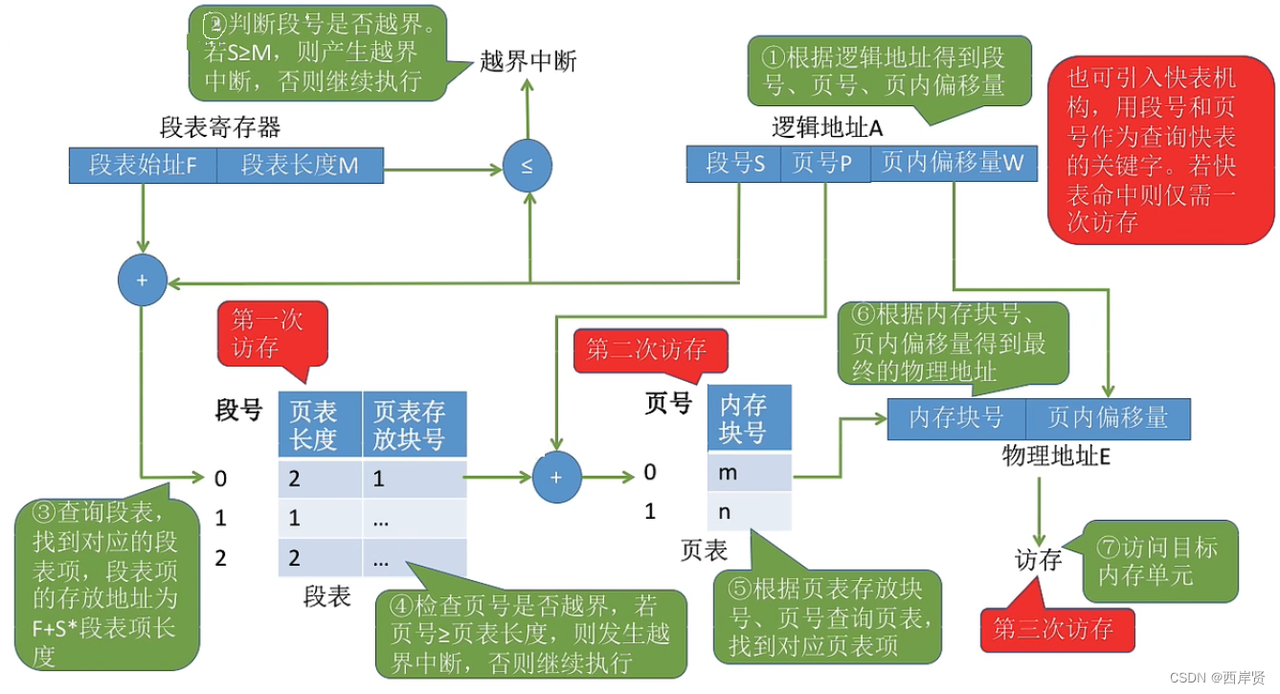 ②判断段号是否越界。
若S≥M，则产生越界
中断，否则继续执行
越界中断
①根据逻辑地址得到段
号、页号、页内偏移量
也可引入快表机
构，用段号和页
号作为查询快表
的关键字。若快
表命中则仅需一
次访存
段表寄存器
逻辑地址A
段表始址F
段表长度M
≤
段号S
页号P
页内偏移量W
+
第一次
访存
第二次访存
⑥根据内存块号、
页内偏移量得到最
终的物理地址
段号
页表
长度
页表存
放块号
0
2
1
1
1
...
2
2
...
段表
+
页号
内存
块号
0
m
1
n
页表
内存块号
页内偏移量
物理地址E
③查询段表，
找到对应的段
表项，段表项
的存放地址为
F+S*段表项长
度
④检查页号是否越界，若
页号≥页表长度，则发生越
界中断，否则继续执行
⑤根据页表存放块
号、页号查询页表，
找到对应页表项
访存
⑦访问目标
内存单元
第三次访存
CSDN @西岸贤